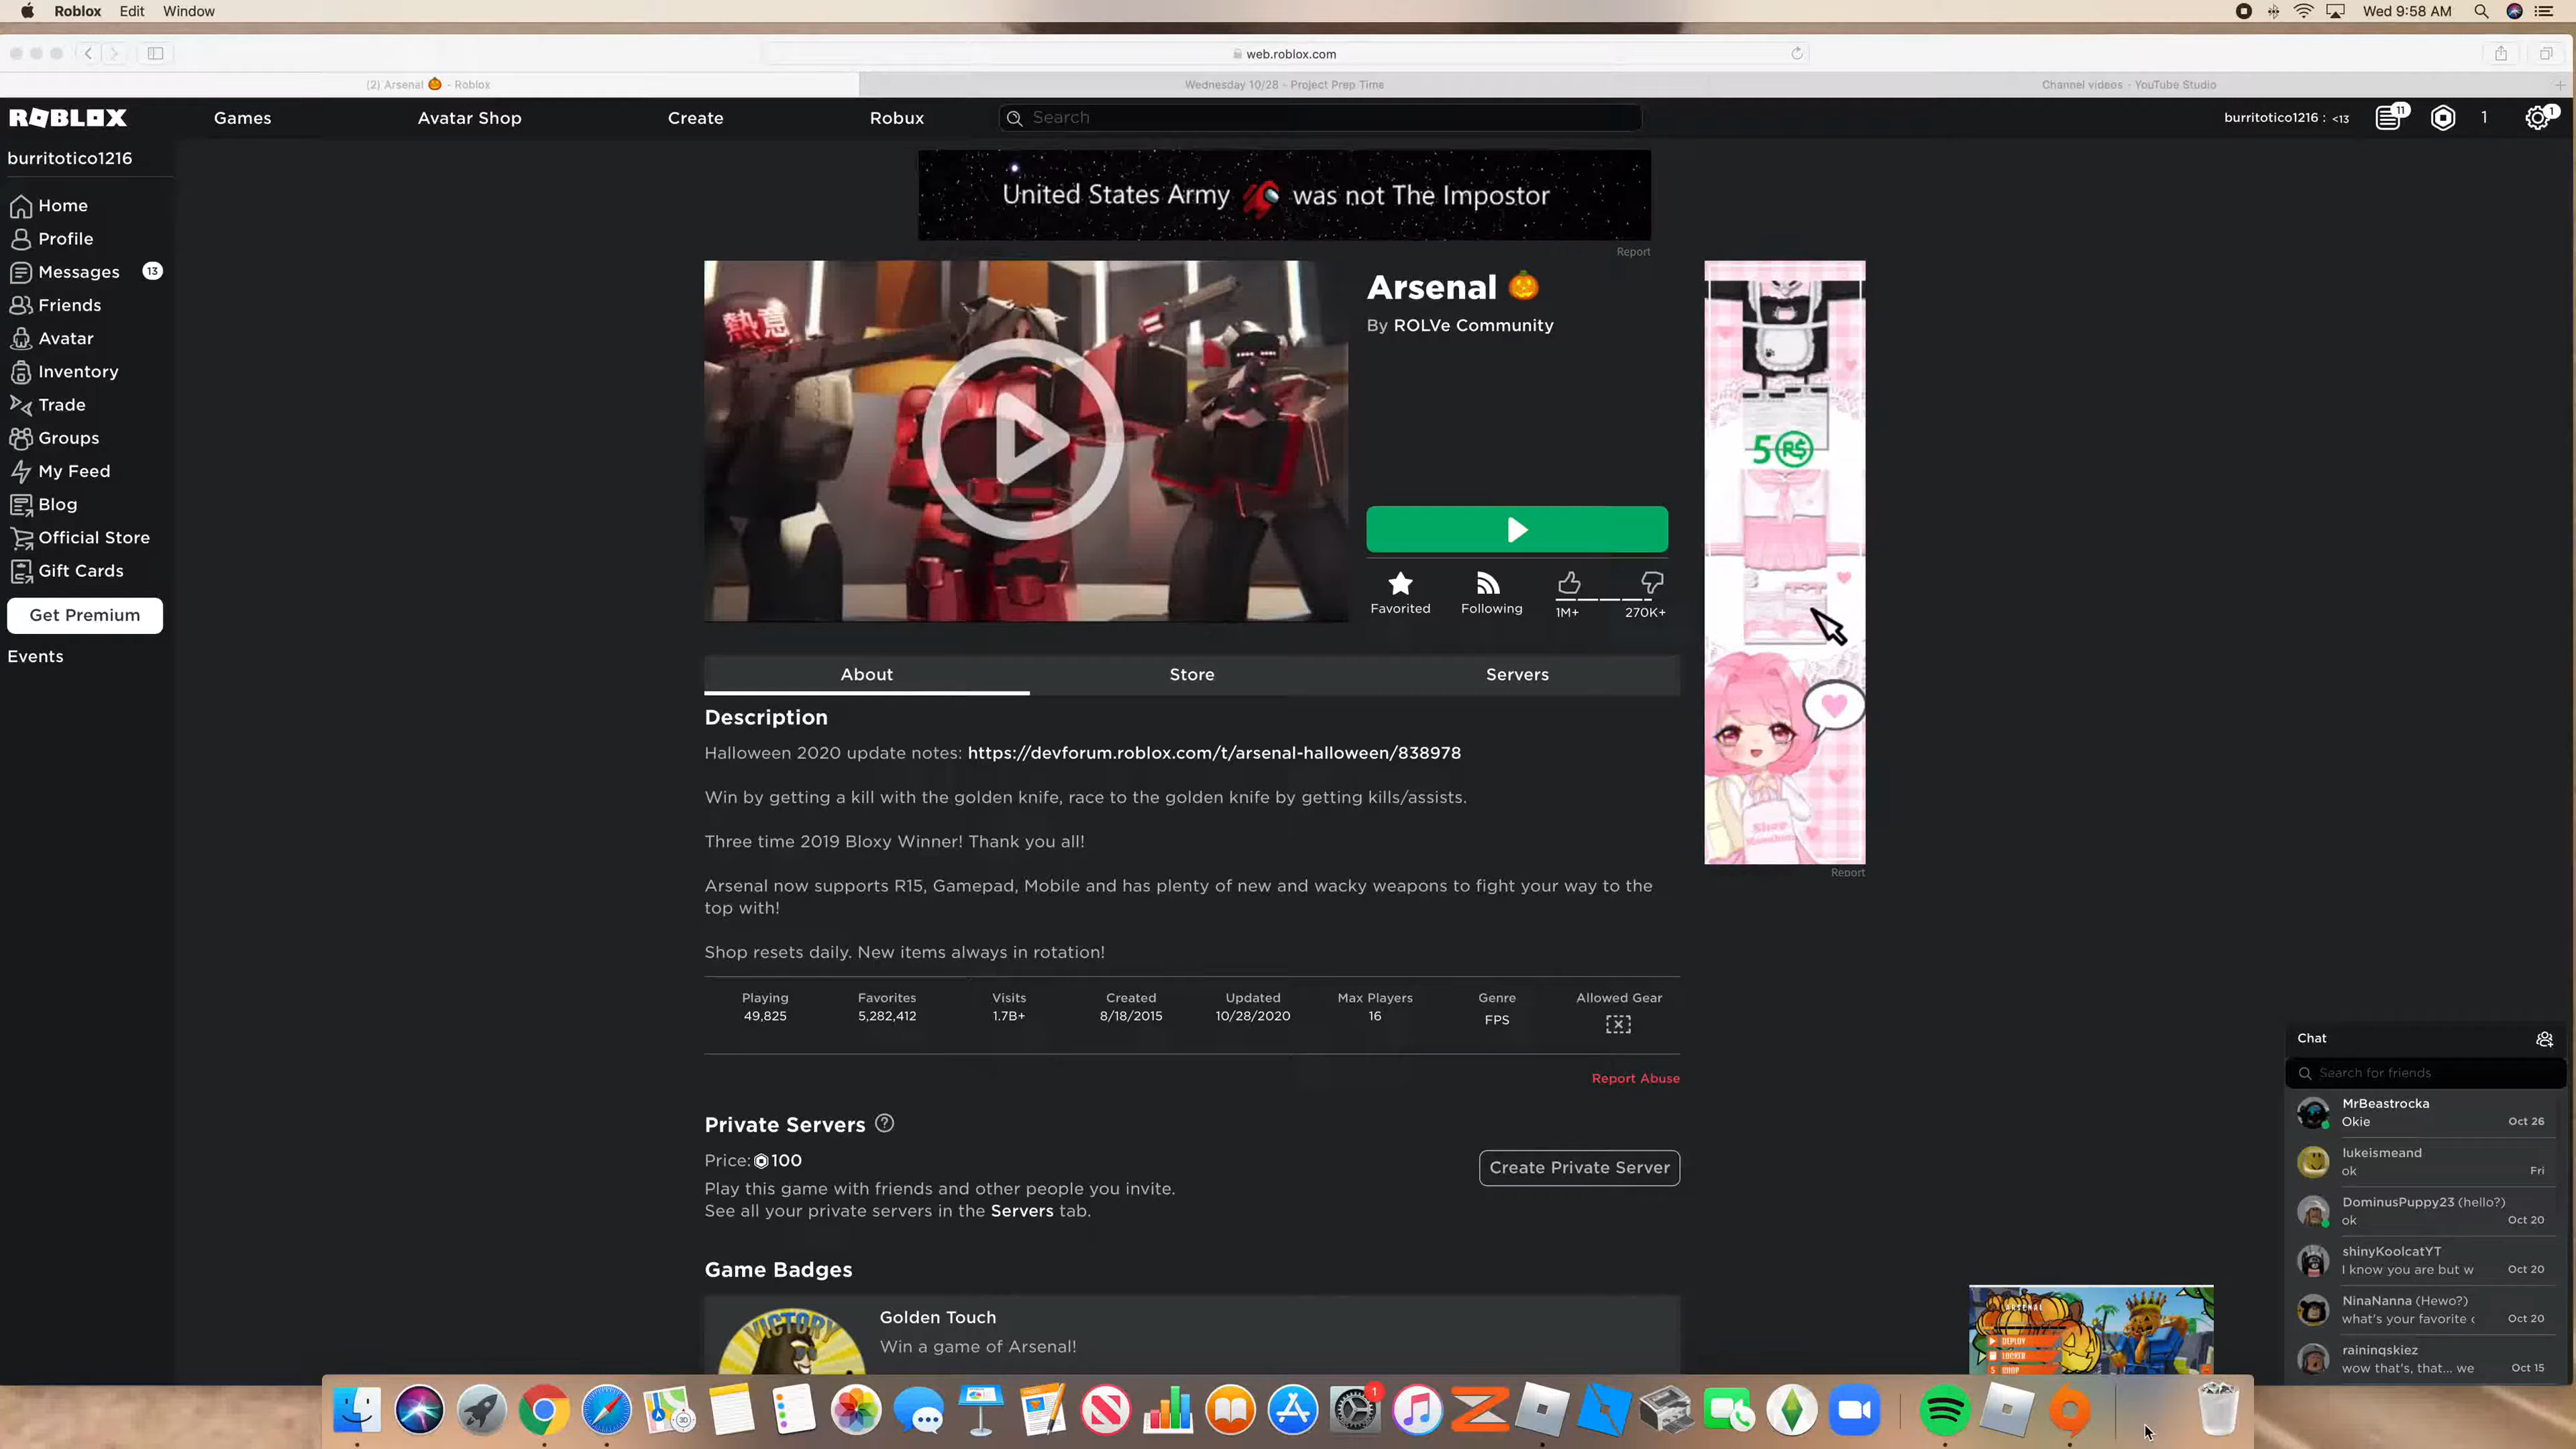 Roblox Edit Window
Wed 9:58 AM
web.roblox.com
(2) Arsenal 🎃 - Roblox
Wednesday 10/28 - Project Prep Time
Channel videos - YouTube Studio
ROBLOX
Games
Avatar Shop
Create
Robux
Search
burritotico1216 : <13
11
1
1
burritotico1216
Home
Profile
Messages 13
Friends
Avatar
Inventory
Trade
Groups
My Feed
Blog
Official Store
Gift Cards
Get Premium
Events
United States Army was not The Impostor
Report
熱意
Arsenal 🎃
By ROLVe Community
Favorited
Following
1M+
270K+
5 R$
Report
About
Store
Servers
Description
Halloween 2020 update notes: https://devforum.roblox.com/t/arsenal-halloween/838978
Win by getting a kill with the golden knife, race to the golden knife by getting kills/assists.
Three time 2019 Bloxy Winner! Thank you all!
Arsenal now supports R15, Gamepad, Mobile and has plenty of new and wacky weapons to fight your way to the
top with!
Shop resets daily. New items always in rotation!
Playing Favorites Visits Created Updated Max Players Genre Allowed Gear
49,825 5,282,412 1.7B+ 8/18/2015 10/28/2020 16 FPS
Report Abuse
Private Servers
Price: 100
Create Private Server
Play this game with friends and other people you invite.
See all your private servers in the Servers tab.
Game Badges
VICTORY
Golden Touch
Win a game of Arsenal!
ARSENAL
DEPLOY
LOCKER
SHOP
Chat
Search for friends
MrBeastrocka
Okie Oct 26
lukeismeand
ok Fri
DominusPuppy23 (hello?)
ok Oct 20
shinyKoolcatYT
I know you are but w Oct 20
NinaNanna (Hewo?)
what's your favorite c Oct 20
rainingskiez
wow that's, that... we Oct 15
3D
1